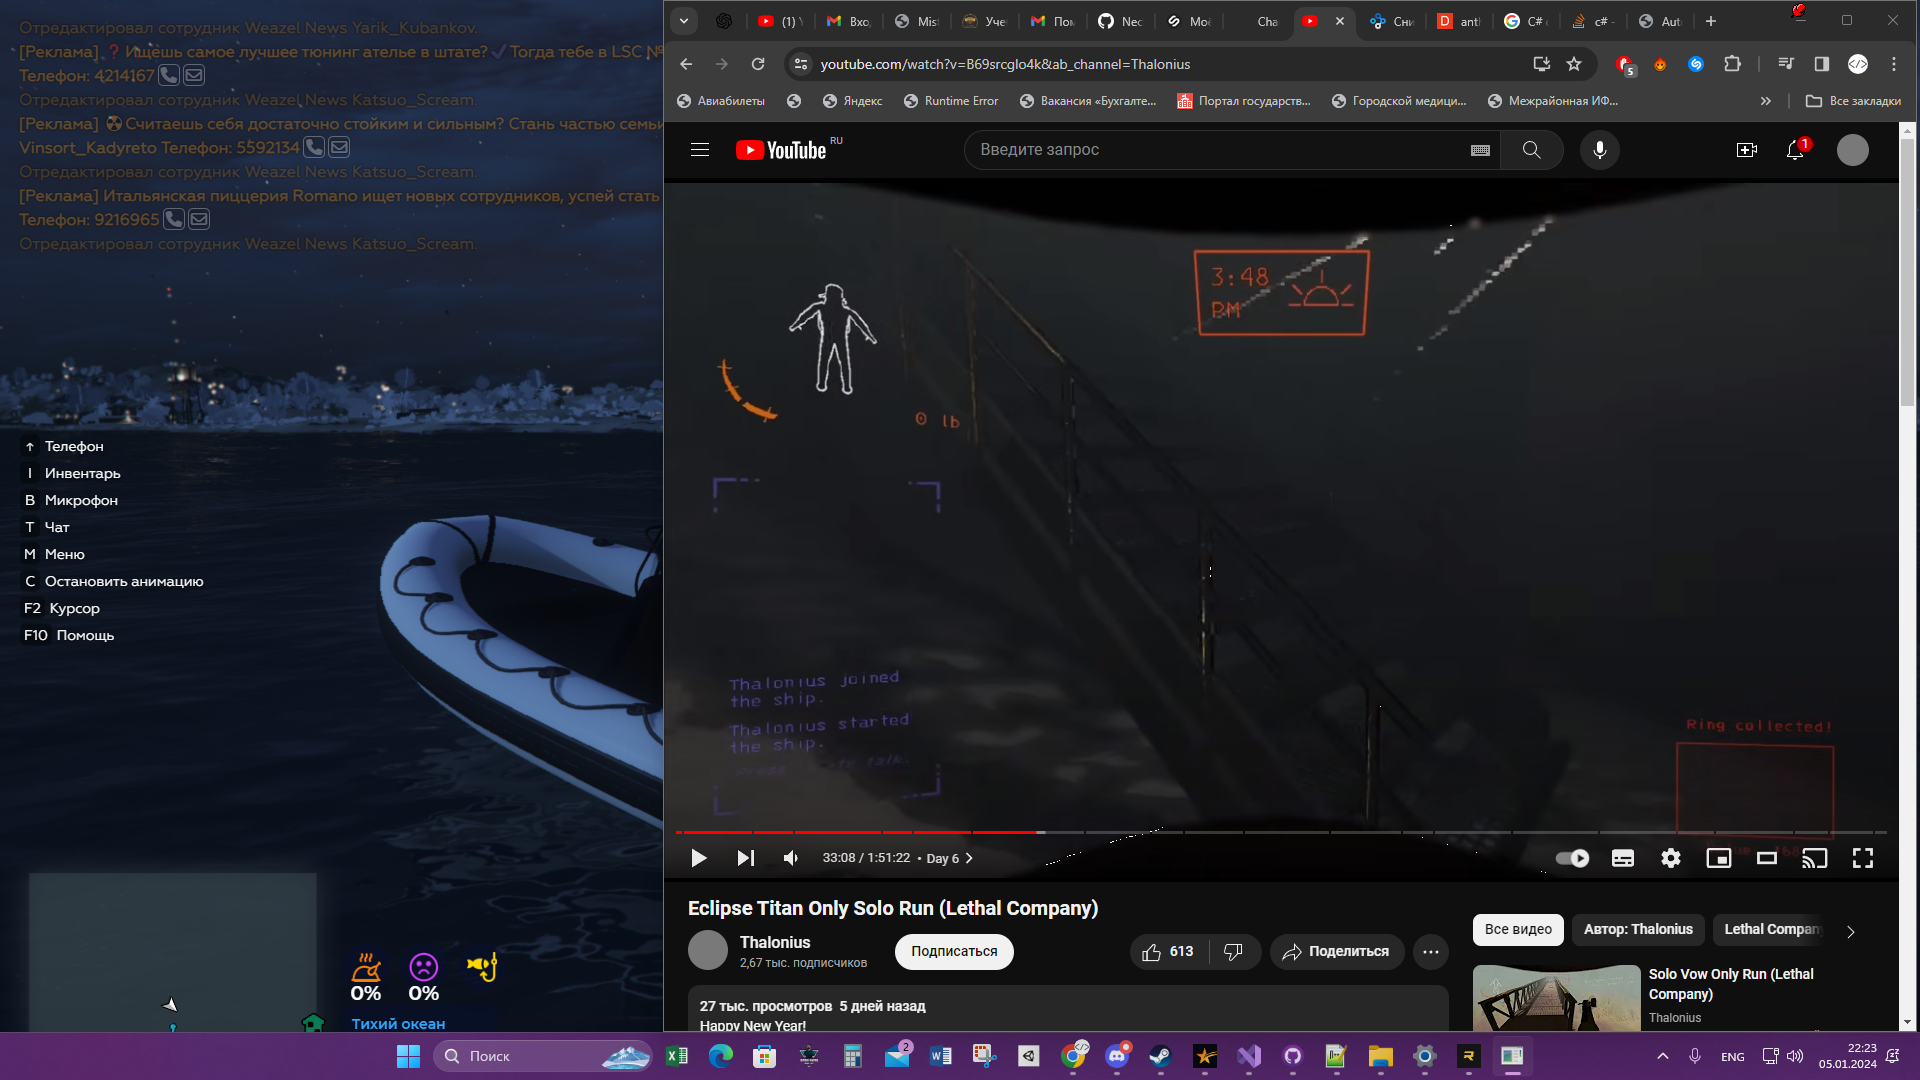 Отредактировал сотрудник Weazel News Yarik_Kubankov.
[Реклама] ❓ Ищешь самое лучшее тюнинг ателье в штате? ✓ Тогда тебе в LSC №
Телефон: 4214167
Отредактировал сотрудник Weazel News Katsuo_Scream.
[Реклама] ☢ Считаешь себя достаточно стойким и сильным? Стань частью семьи
Vinsort_Kadyreto Телефон: 5592134
Отредактировал сотрудник Weazel News Katsuo_Scream.
[Реклама] Итальянская пиццерия Romano ищет новых сотрудников, успей стать
Телефон: 9216965
Отредактировал сотрудник Weazel News Katsuo_Scream.
↑ Телефон
I Инвентарь
B Микрофон
T Чат
M Меню
C Остановить анимацию
F2 Курсор
F10 Помощь
0% 0%
Тихий океан
(1) Вхо Mis Уче Пом Nec Мое Cha Сни ant C# c# - Aut
youtube.com/watch?v=B69srcglo4k&ab_channel=Thalonius
5
Авиабилеты Яндекс Runtime Error Вакансия «Бухгалте... Портал государств... Городской медици... Межрайонная ИФ... Все закладки
YouTube RU
Введите запрос
1
3:48
PM
0 lb
Thalonius joined
the ship.
Thalonius started
the ship.
Ring collected!
33:08 / 1:51:22 • Day 6
Eclipse Titan Only Solo Run (Lethal Company)
Thalonius
2,67 тыс. подписчиков
Подписаться
613
Поделиться
27 тыс. просмотров 5 дней назад
Happy New Year!
Все видео Автор: Thalonius Lethal Company
Solo Vow Only Run (Lethal
Company)
Thalonius
Поиск
2
ENG
22:23
05.01.2024